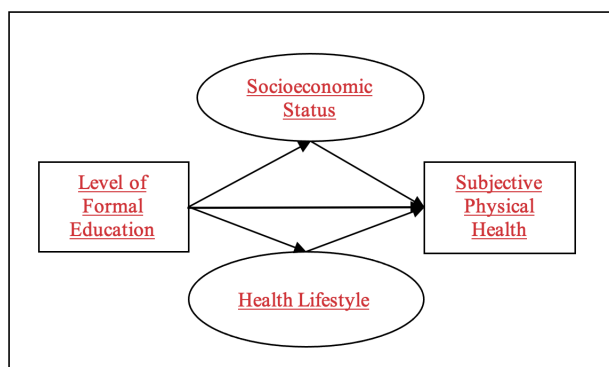 Socioeconomic
Status
Level of
Formal
Education
Subjective
Physical
Health
Health Lifestyle